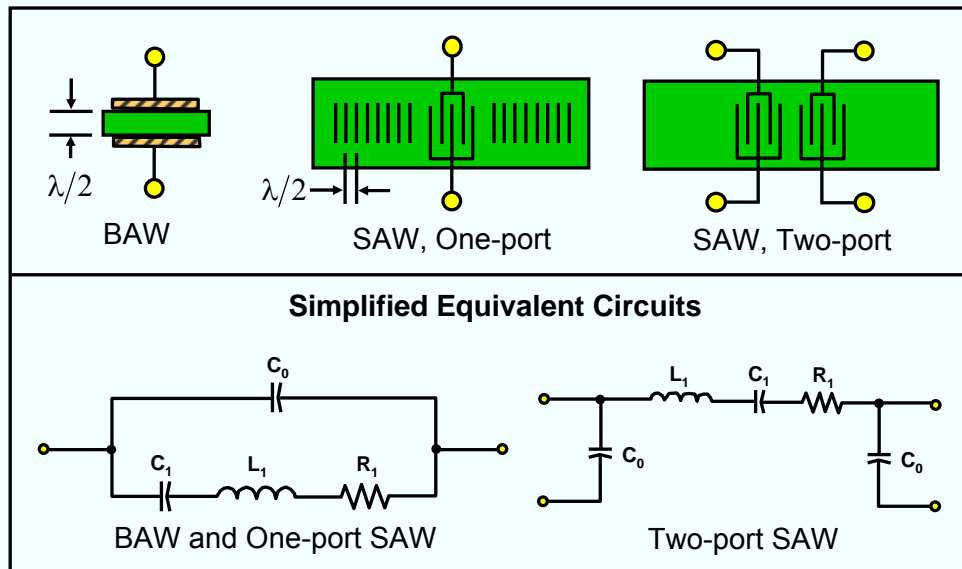 λ/2
BAW
λ/2
SAW, One-port
SAW, Two-port
Simplified Equivalent Circuits
C₀
C₁
L₁
R₁
BAW and One-port SAW
L₁
C₁
R₁
C₀
C₀
Two-port SAW